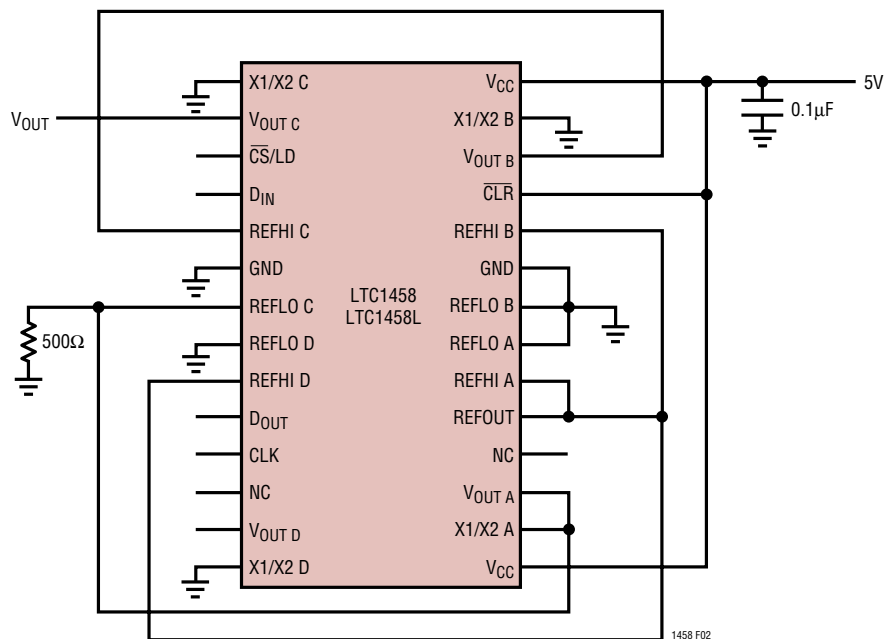 X1/X2 C
V_OUT C
C̅S̅/LD
D_IN
REFHI C
GND
REFLO C
REFLO D
REFHI D
D_OUT
CLK
NC
V_OUT D
X1/X2 D
V_OUT
500Ω
LTC1458
LTC1458L
V_CC
X1/X2 B
V_OUT B
C̅L̅R̅
REFHI B
GND
REFLO B
REFLO A
REFHI A
REFOUT
NC
V_OUT A
X1/X2 A
V_CC
5V
0.1µF
1458 F02